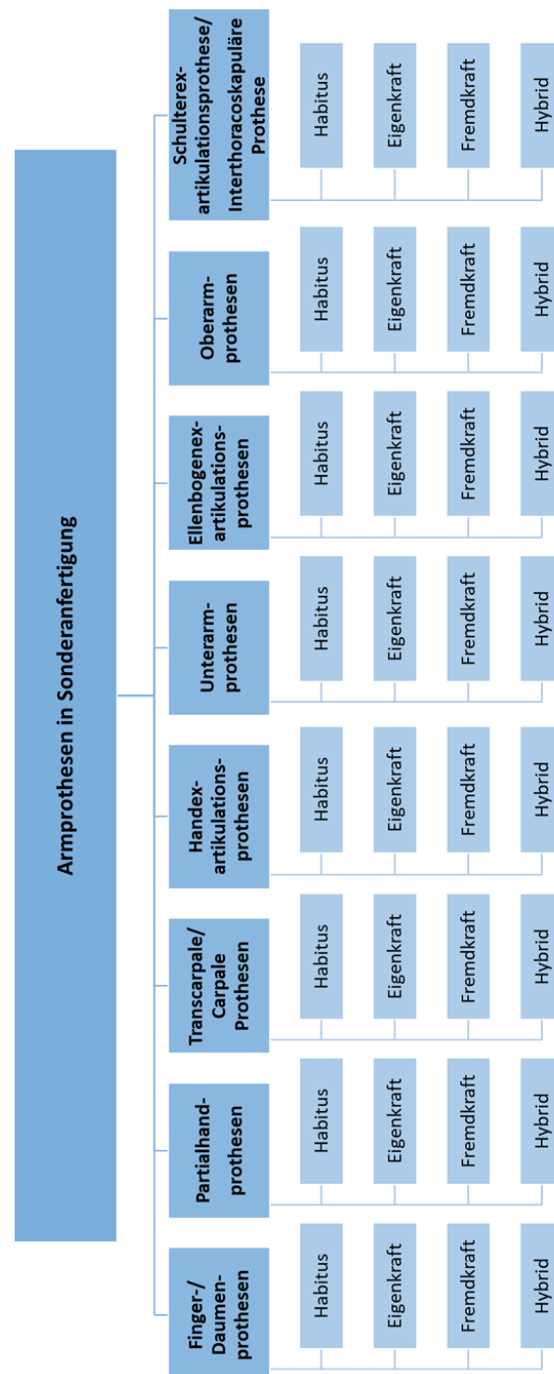 Armprothesen in Sonderanfertigung
Finger-/
Daumen-
prothesen
Habitus
Eigenkraft
Fremdkraft
Hybrid
Partialhand-
prothesen
Habitus
Eigenkraft
Fremdkraft
Hybrid
Transcarpale/
Carpale
Prothesen
Habitus
Eigenkraft
Fremdkraft
Hybrid
Handex-
artikulations-
prothesen
Habitus
Eigenkraft
Fremdkraft
Hybrid
Unterarm-
prothesen
Habitus
Eigenkraft
Fremdkraft
Hybrid
Ellenbogenex-
artikulations-
prothesen
Habitus
Eigenkraft
Fremdkraft
Hybrid
Oberarm-
prothesen
Habitus
Eigenkraft
Fremdkraft
Hybrid
Schulterex-
artikulationsprothese/
Interthoracoskapuläre
Prothese
Habitus
Eigenkraft
Fremdkraft
Hybrid